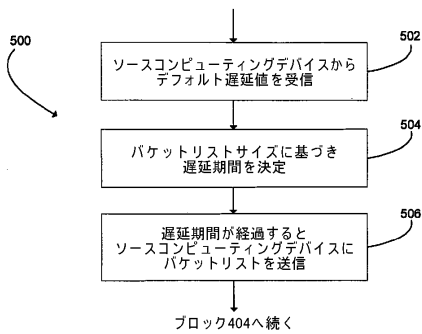 500
ソースコンピューティングデバイスから
デフォルト遅延値を受信
502
バケットリストサイズに基づき
遅延期間を決定
504
遅延期間が経過すると
ソースコンピューティングデバイスに
バケットリストを送信
506
ブロック404へ続く